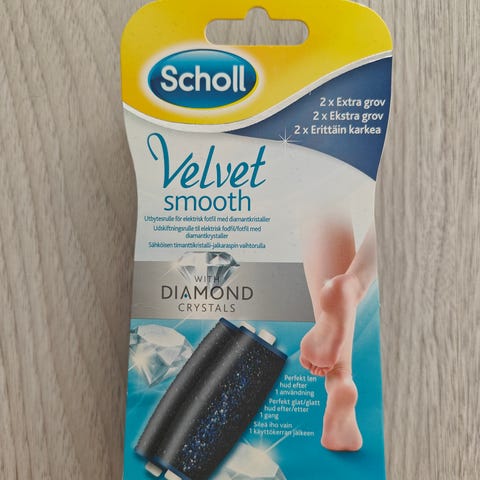 Scholl
2 x Extra grov
2 x Ekstra grov
2 x Erittäin karkea
Velvet
smooth
Utbytesrulle för elektrisk fotfil med diamantkristaller
Udskiftningsrulle til elektrisk fodfil/fotfil med
diamantkrystaller
Sähköisen timanttikristalli-jalkaraspin vaihtorulla
WITH
DIAMOND
CRYSTALS
Perfekt len
hud efter
1 användning
Perfekt glat/glatt
hud efter/etter
1 gang
Sileä iho vain
1 käyttökerran jälkeen